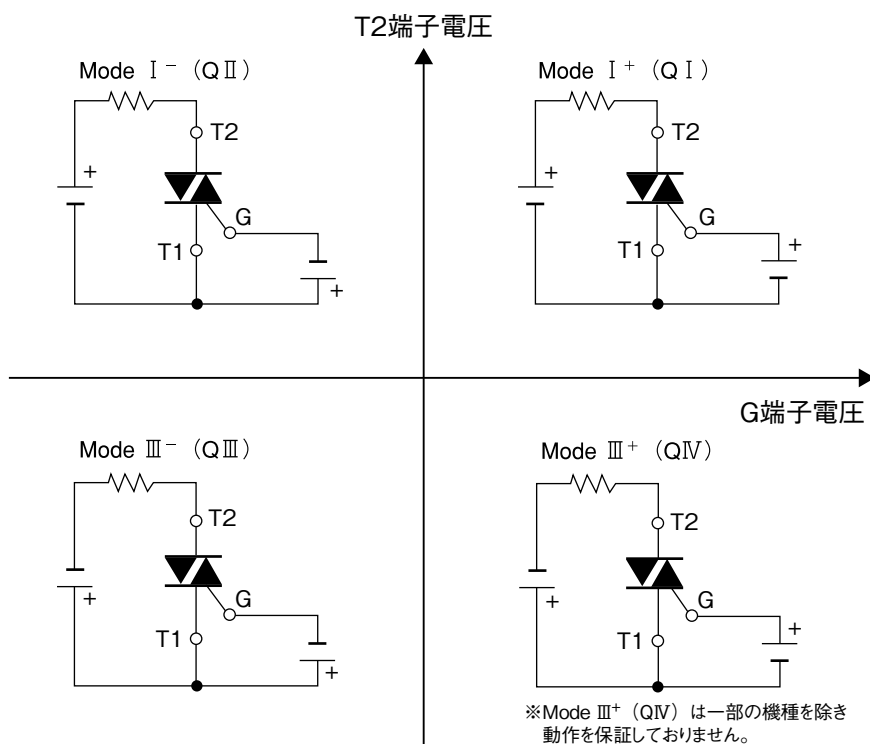 T2端子電圧
Mode Ⅰ⁻ (QⅡ)
T2
+
G
T1
+
Mode Ⅰ⁺ (QⅠ)
T2
+
G
T1
+
G端子電圧
Mode Ⅲ⁻ (QⅢ)
T2
+
G
T1
+
Mode Ⅲ⁺ (QⅣ)
T2
+
G
T1
+
※Mode Ⅲ⁺ (QⅣ) は一部の機種を除き
動作を保証しておりません。